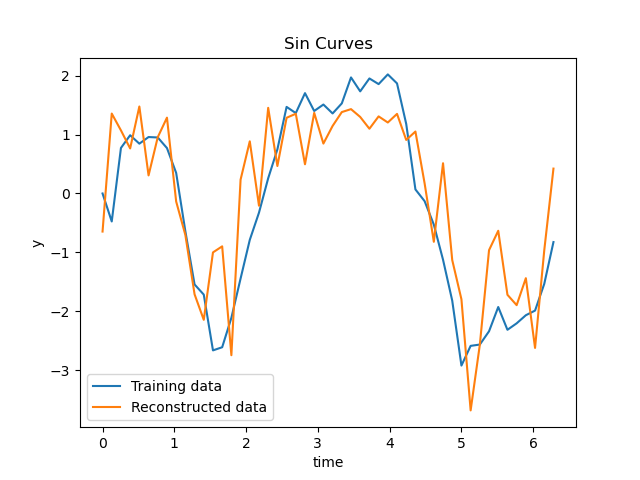 Sin Curves
2
1
0
−1
−2
−3
y
Training data
Reconstructed data
0 1 2 3 4 5 6
time